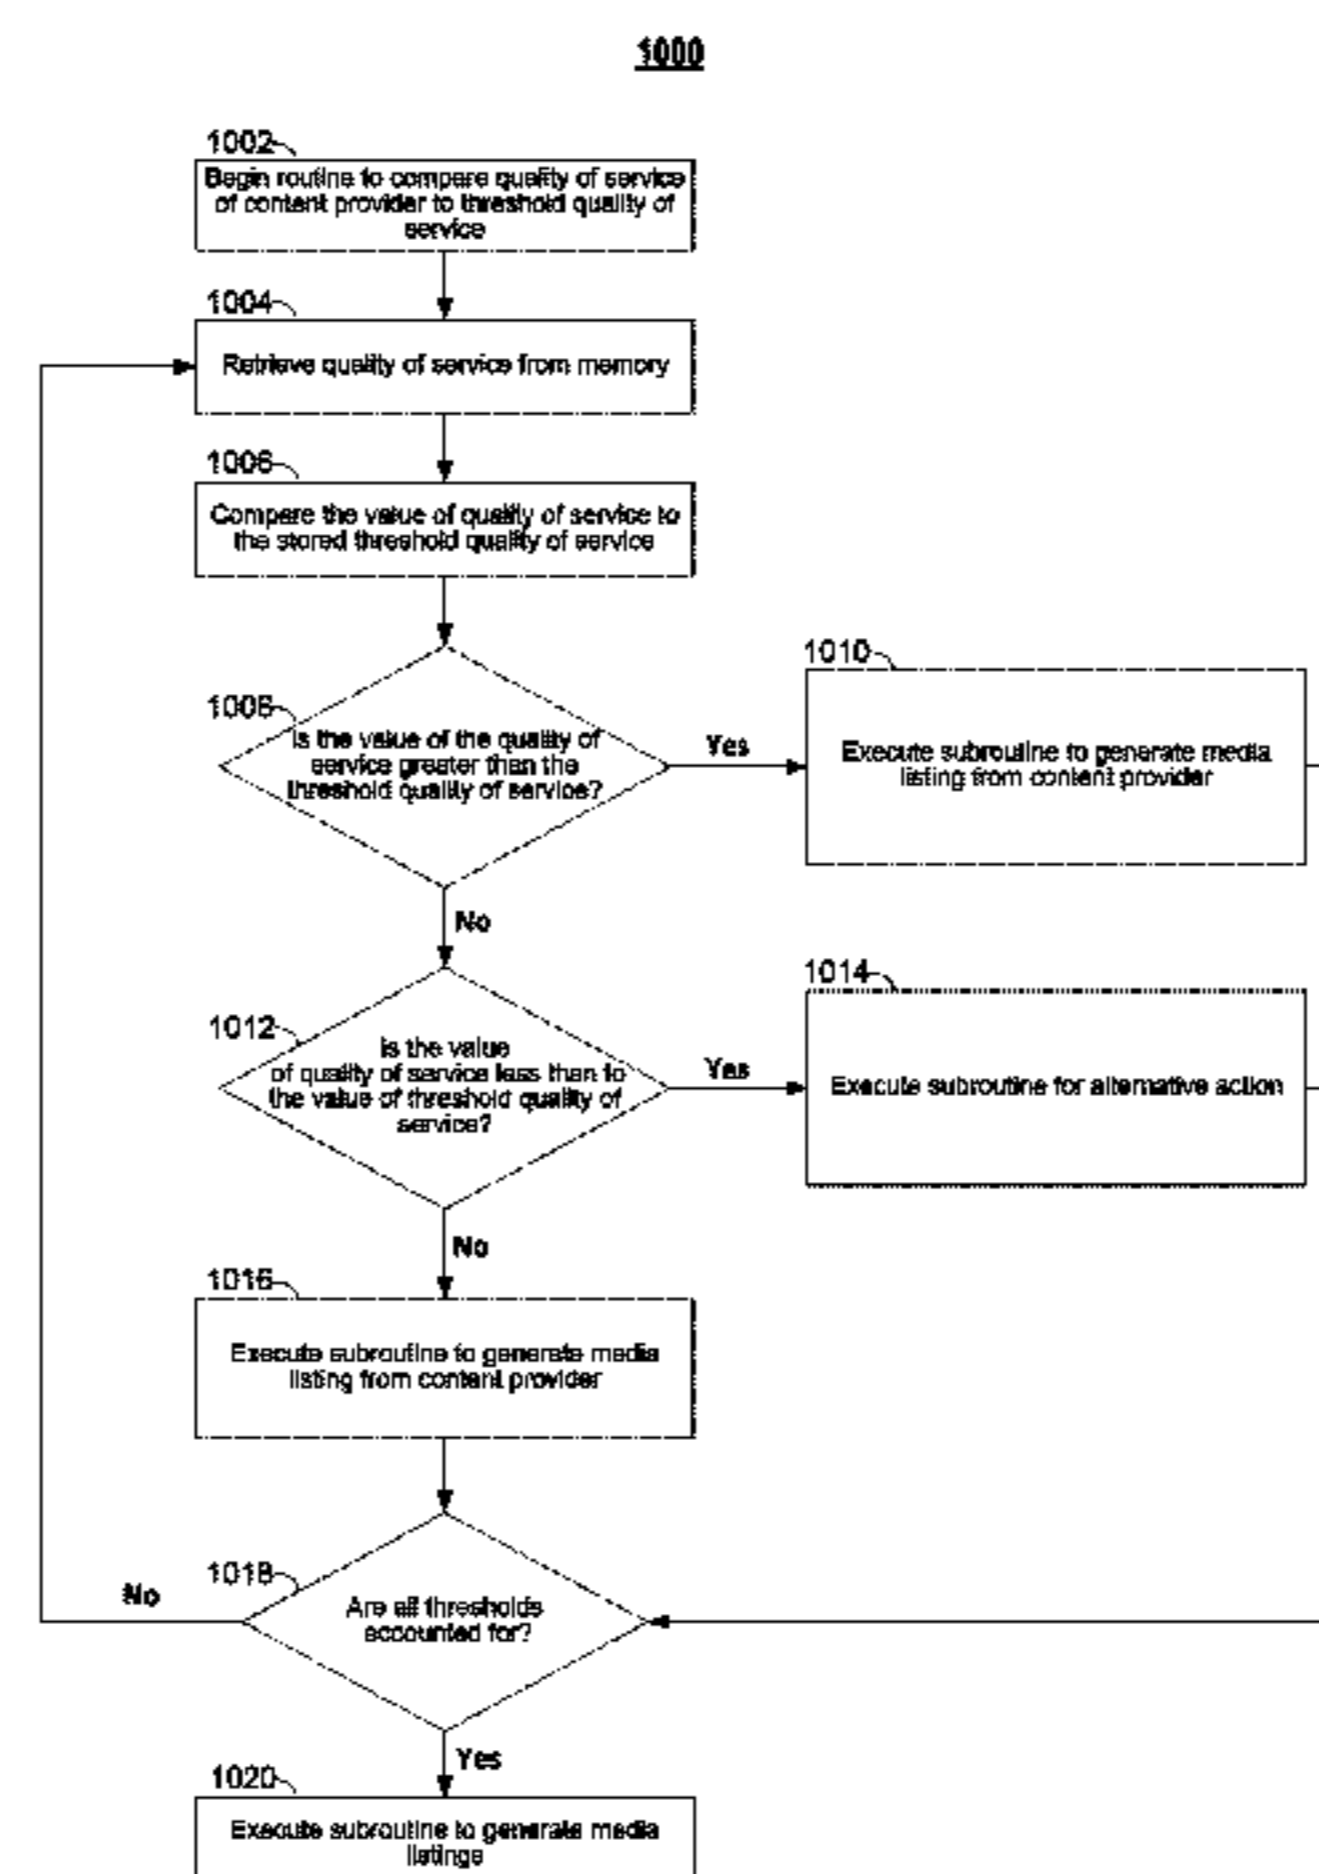 1000
1002
Begin routine to compare quality of service
of content provider to threshold quality of
service
1004
Retrieve quality of service from memory
1006
Compare the value of quality of service to
the stored threshold quality of service
1008
Is the value of the quality of
service greater than the
threshold quality of service?
Yes
1010
Execute subroutine to generate media
listing from content provider
No
1012
Is the value
of quality of service less than to
the value of threshold quality of
service?
Yes
1014
Execute subroutine for alternative action
No
1016
Execute subroutine to generate media
listing from content provider
1018
Are all thresholds
accounted for?
No
Yes
1020
Execute subroutine to generate media
listings